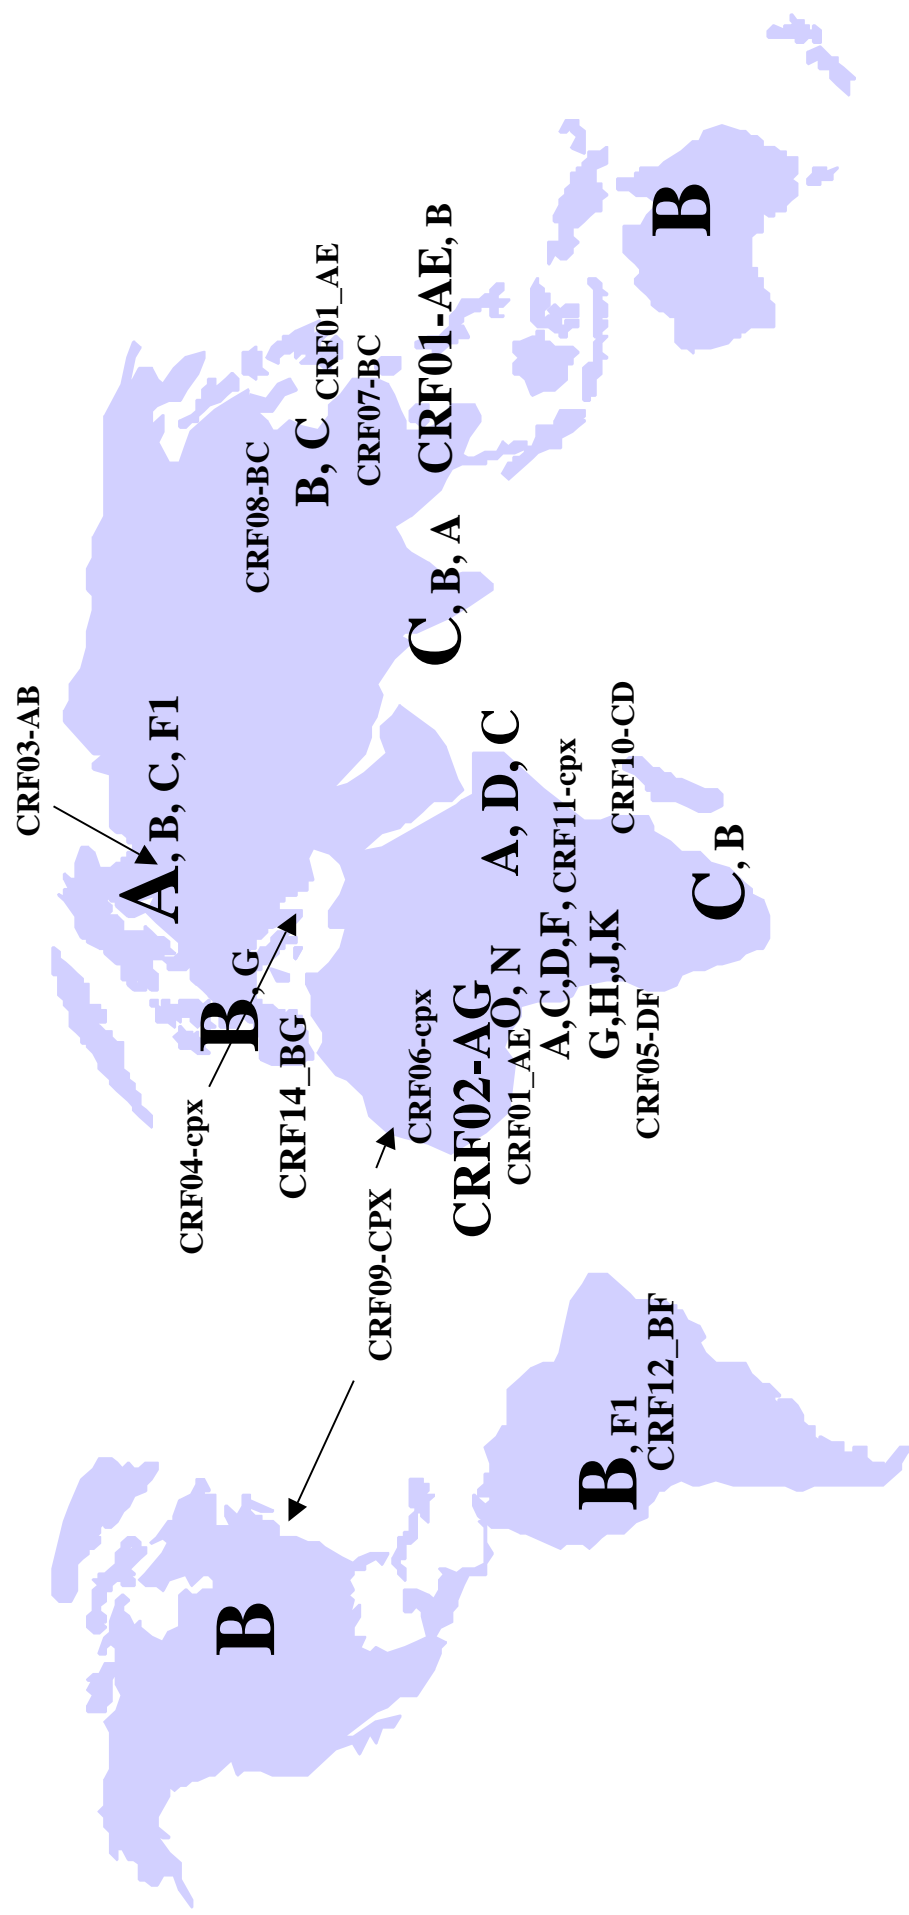 CRF03-AB
A, B, C, F1
CRF04-cpx
B, G
CRF14_BG
B
CRF09-CPX
CRF08-BC
B, C CRF01_AE
CRF07-BC
CRF06-cpx
CRF02-AG
CRF01-AE, B
C, B, A
O, N
CRF01_AE
A, D, C
A,C,D,F, CRF11-cpx
G,H,J,K
CRF05-DF
CRF10-CD
B, F1
CRF12_BF
C, B
B